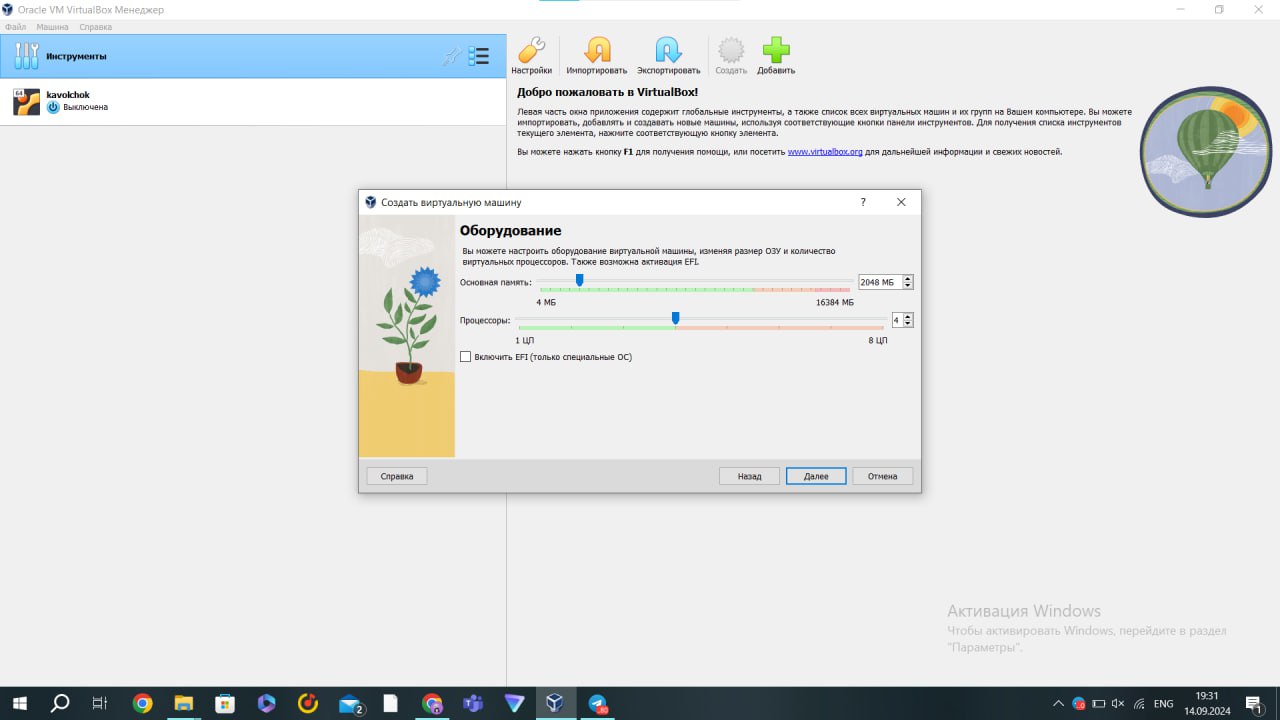 Oracle VM VirtualBox Менеджер
Файл Машина Справка
Инструменты
Настройки Импортировать Экспортировать Создать Добавить
64
kavolchok
Выключена
Добро пожаловать в VirtualBox!
Левая часть окна приложения содержит глобальные инструменты, а также список всех виртуальных машин и их групп на Вашем компьютере. Вы можете
импортировать, добавлять и создавать новые машины, используя соответствующие кнопки панели инструментов. Для получения списка инструментов
текущего элемента, нажмите соответствующую кнопку элемента.
Вы можете нажать кнопку F1 для получения помощи, или посетить www.virtualbox.org для дальнейшей информации и свежих новостей.
Создать виртуальную машину
?
Оборудование
Вы можете настроить оборудование виртуальной машины, изменяя размер ОЗУ и количество
виртуальных процессоров. Также возможна активация EFI.
Основная память: 2048 МБ
4 МБ 16384 МБ
Процессоры: 4
1 ЦП 8 ЦП
Включить EFI (только специальные ОС)
Справка Назад Далее Отмена
Активация Windows
Чтобы активировать Windows, перейдите в раздел
"Параметры".
2
ENG
19:31
14.09.2024
1